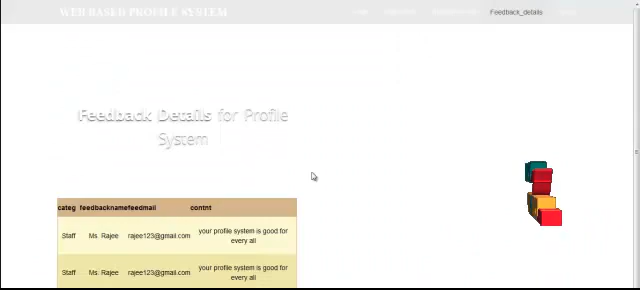 WEB BASED PROFILE SYSTEM
Feedback_details
Feedback Details for Profile
System
categ feedbackname feedmail contnt
Staff Ms. Rajee rajee123@gmail.com your profile system is good for
every all
Staff Ms. Rajee rajee123@gmail.com your profile system is good for
every all